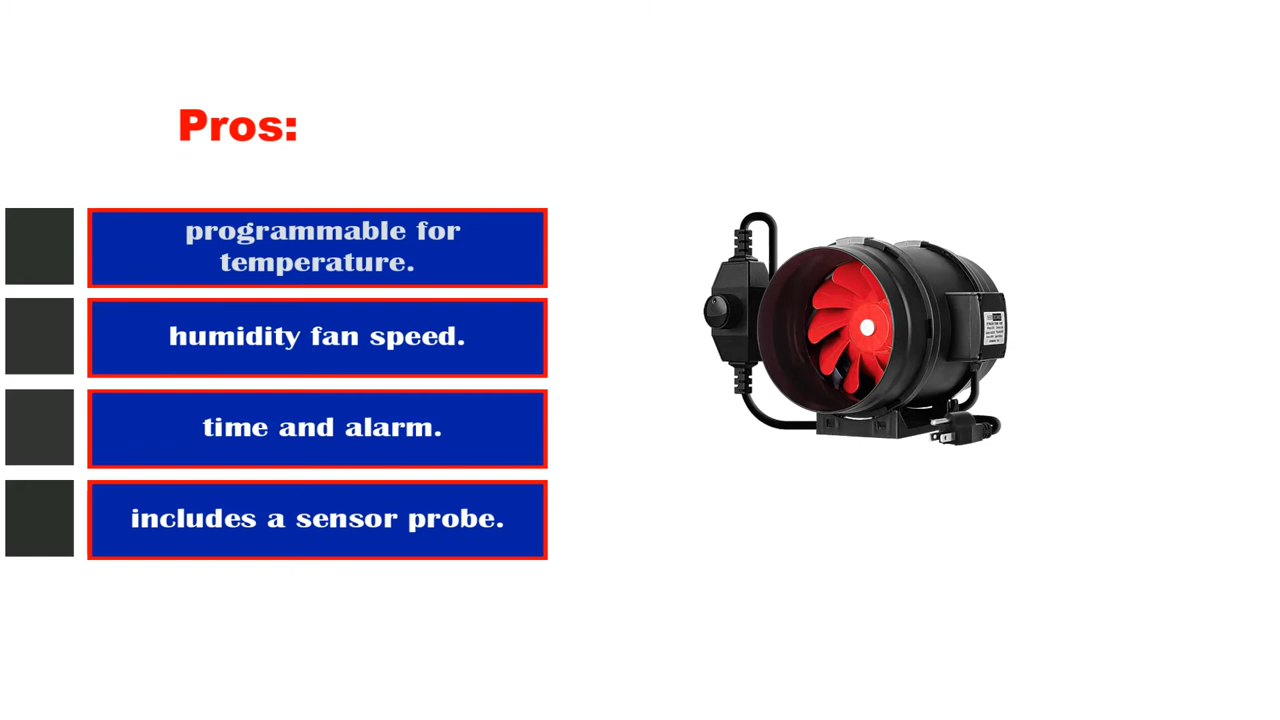 Pros:
programmable for
temperature.
humidity fan speed.
time and alarm.
includes a sensor probe.